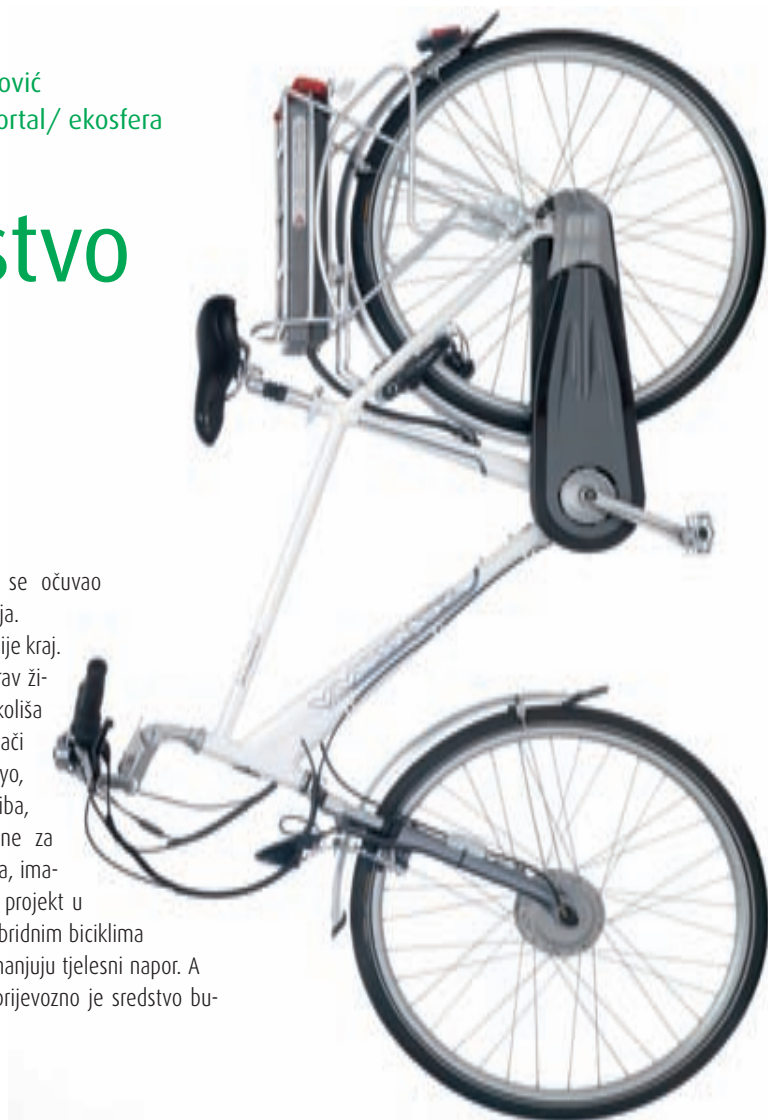 ović
ortal/ ekosfera
stvo
se očuvao
ja.
ije kraj.
rav ži-
koliša
ači
yo,
iba,
ne za
a, ima-
projekt u
bridnim biciklima
manjuju tjelesni napor. A
prijevozno je sredstvo bu-